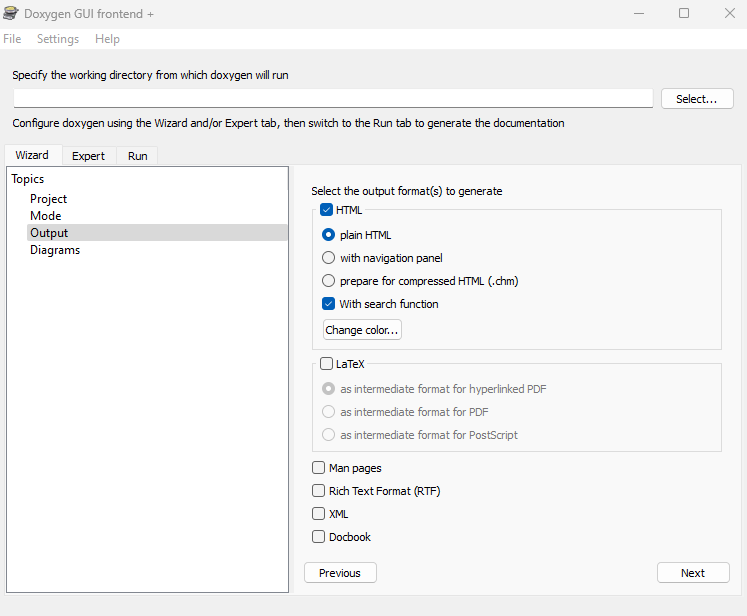 Doxygen GUI frontend +
File Settings Help
Specify the working directory from which doxygen will run
Select...
Configure doxygen using the Wizard and/or Expert tab, then switch to the Run tab to generate the documentation
Wizard Expert Run
Topics
Project
Mode
Output
Diagrams
Select the output format(s) to generate
HTML
plain HTML
with navigation panel
prepare for compressed HTML (.chm)
With search function
Change color...
LaTeX
as intermediate format for hyperlinked PDF
as intermediate format for PDF
as intermediate format for PostScript
Man pages
Rich Text Format (RTF)
XML
Docbook
Previous Next